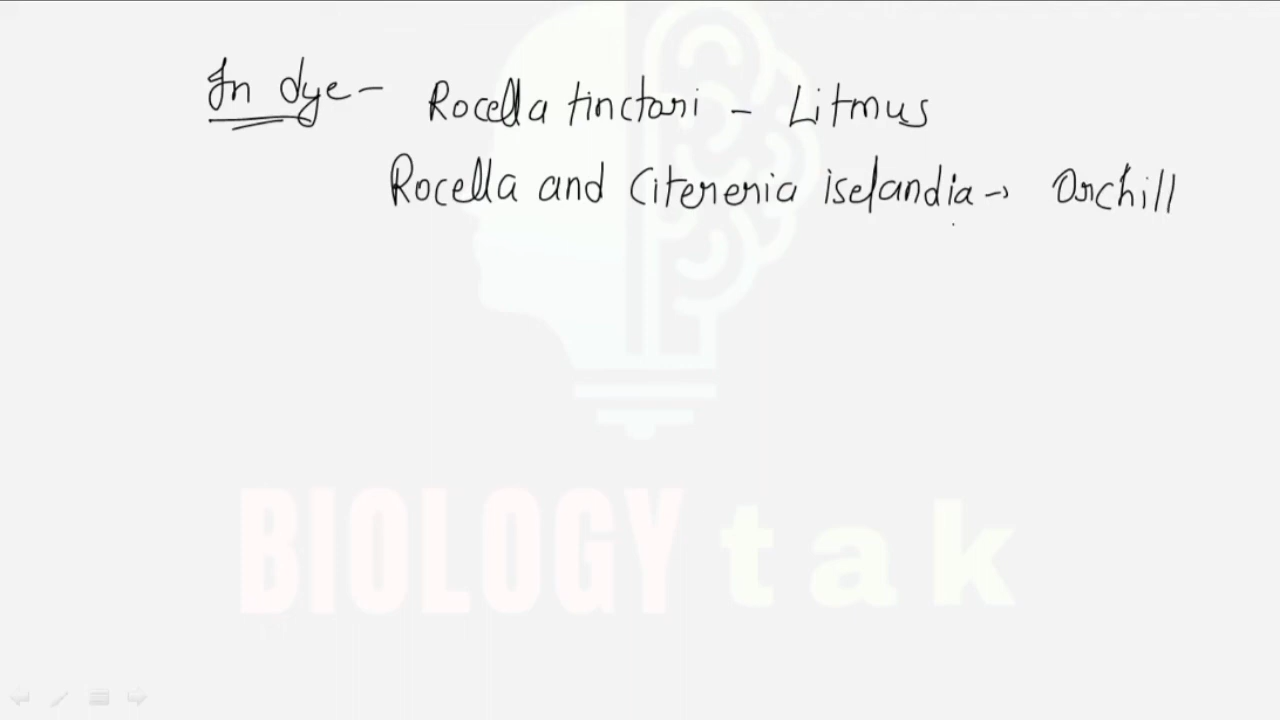 In dye - Rocella tinctori - Litmus
Rocella and Citereria iselandia → Orchill
BIOLOGY tak